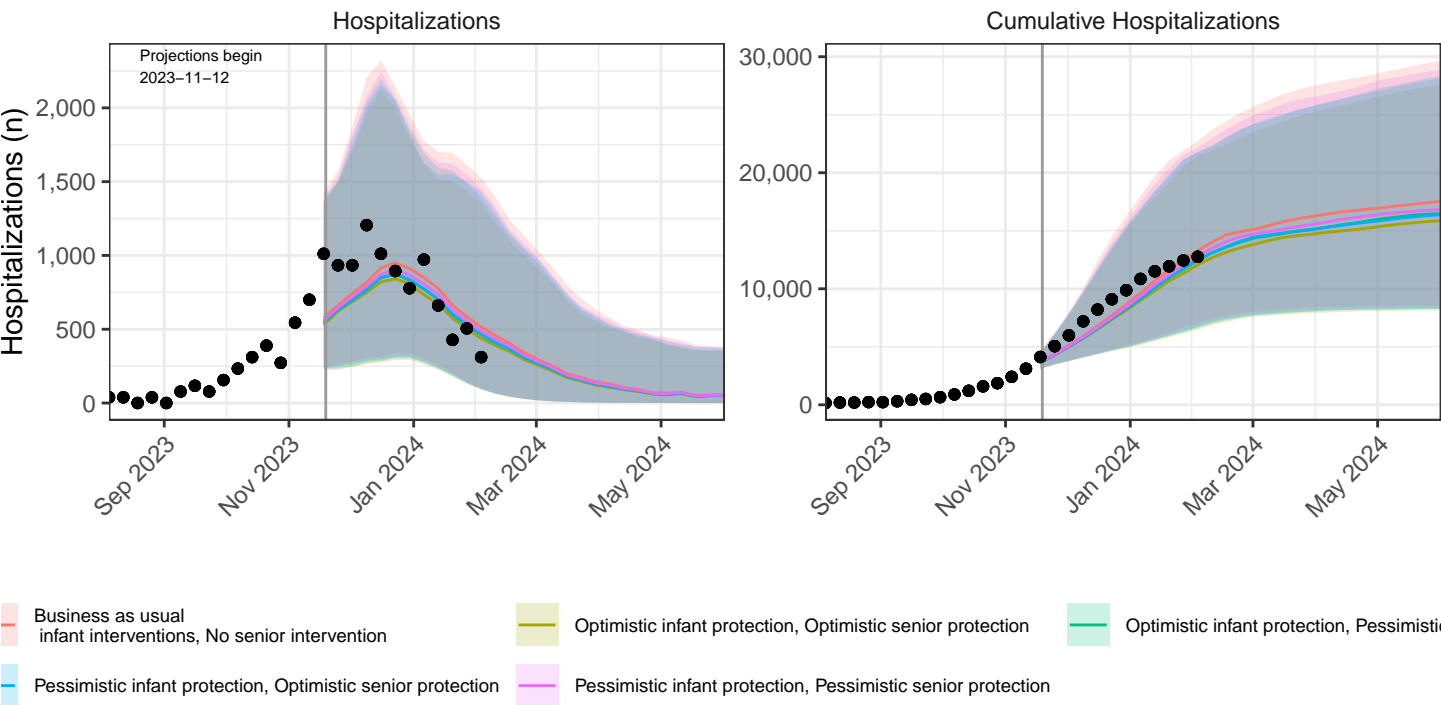 Hospitalizations
Cumulative Hospitalizations
Hospitalizations (n)
Projections begin
2023−11−12
2,000
1,500
1,000
500
0
Sep 2023
Nov 2023
Jan 2024
Mar 2024
May 2024
30,000
20,000
10,000
0
Sep 2023
Nov 2023
Jan 2024
Mar 2024
May 2024
Business as usual
infant interventions, No senior intervention
Optimistic infant protection, Optimistic senior protection
Optimistic infant protection, Pessimistic
Pessimistic infant protection, Optimistic senior protection
Pessimistic infant protection, Pessimistic senior protection